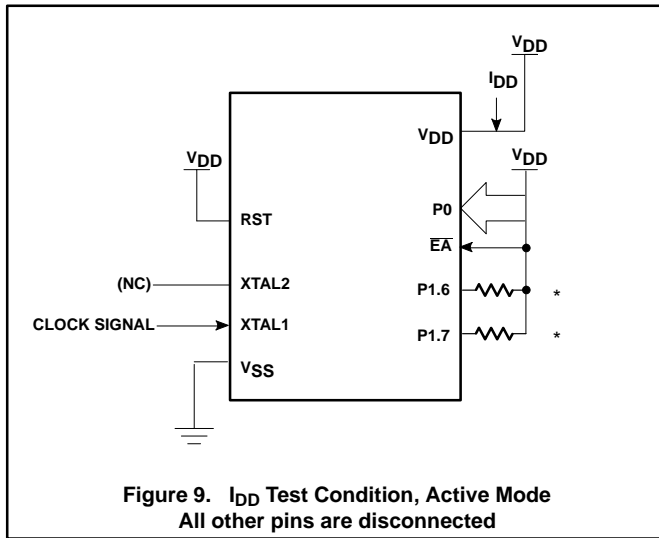 VDD
IDD
VDD
VDD
VDD
P0
RST
EA
(NC)
XTAL2
P1.6
*
CLOCK SIGNAL
XTAL1
P1.7
*
VSS
Figure 9. IDD Test Condition, Active Mode
All other pins are disconnected